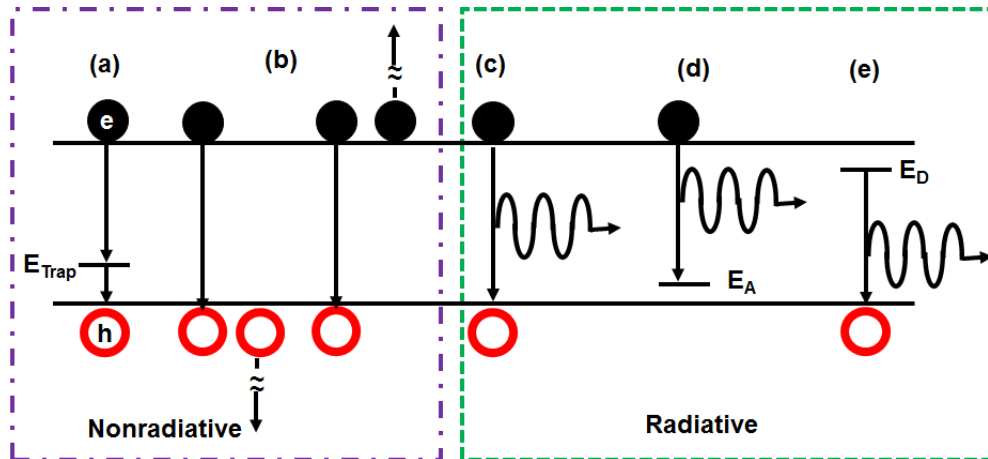 (a)
(b)
(c)
(d)
(e)
e
E_D
E_Trap
E_A
h
Nonradiative
Radiative